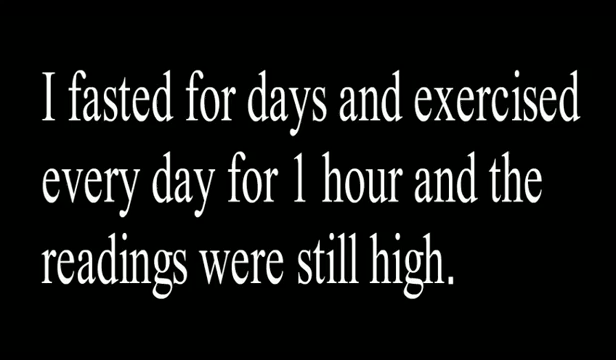 I fasted for days and exercised
every day for 1 hour and the
readings were still high.